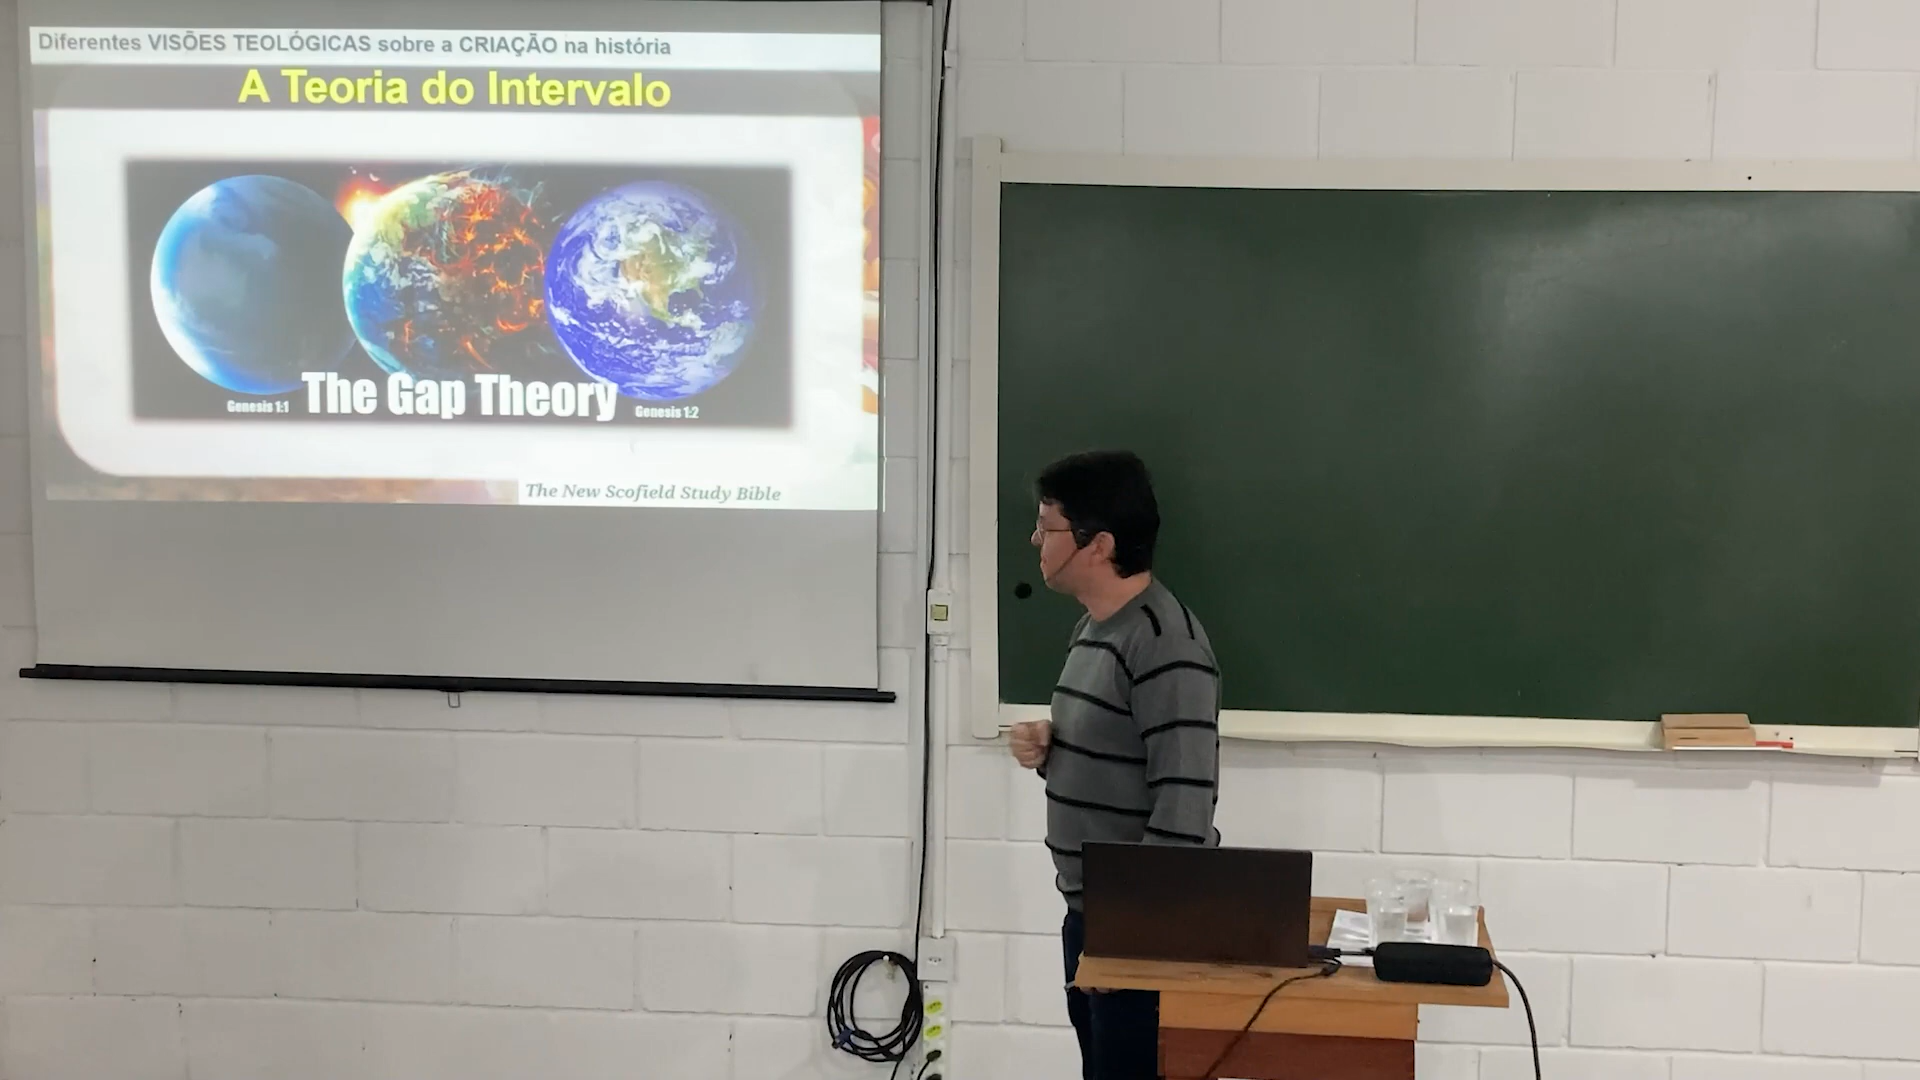 Diferentes VISÕES TEOLÓGICAS sobre a CRIAÇÃO na história
A Teoria do Intervalo
Genesis 1:1
The Gap Theory
Genesis 1:2
The New Scofield Study Bible